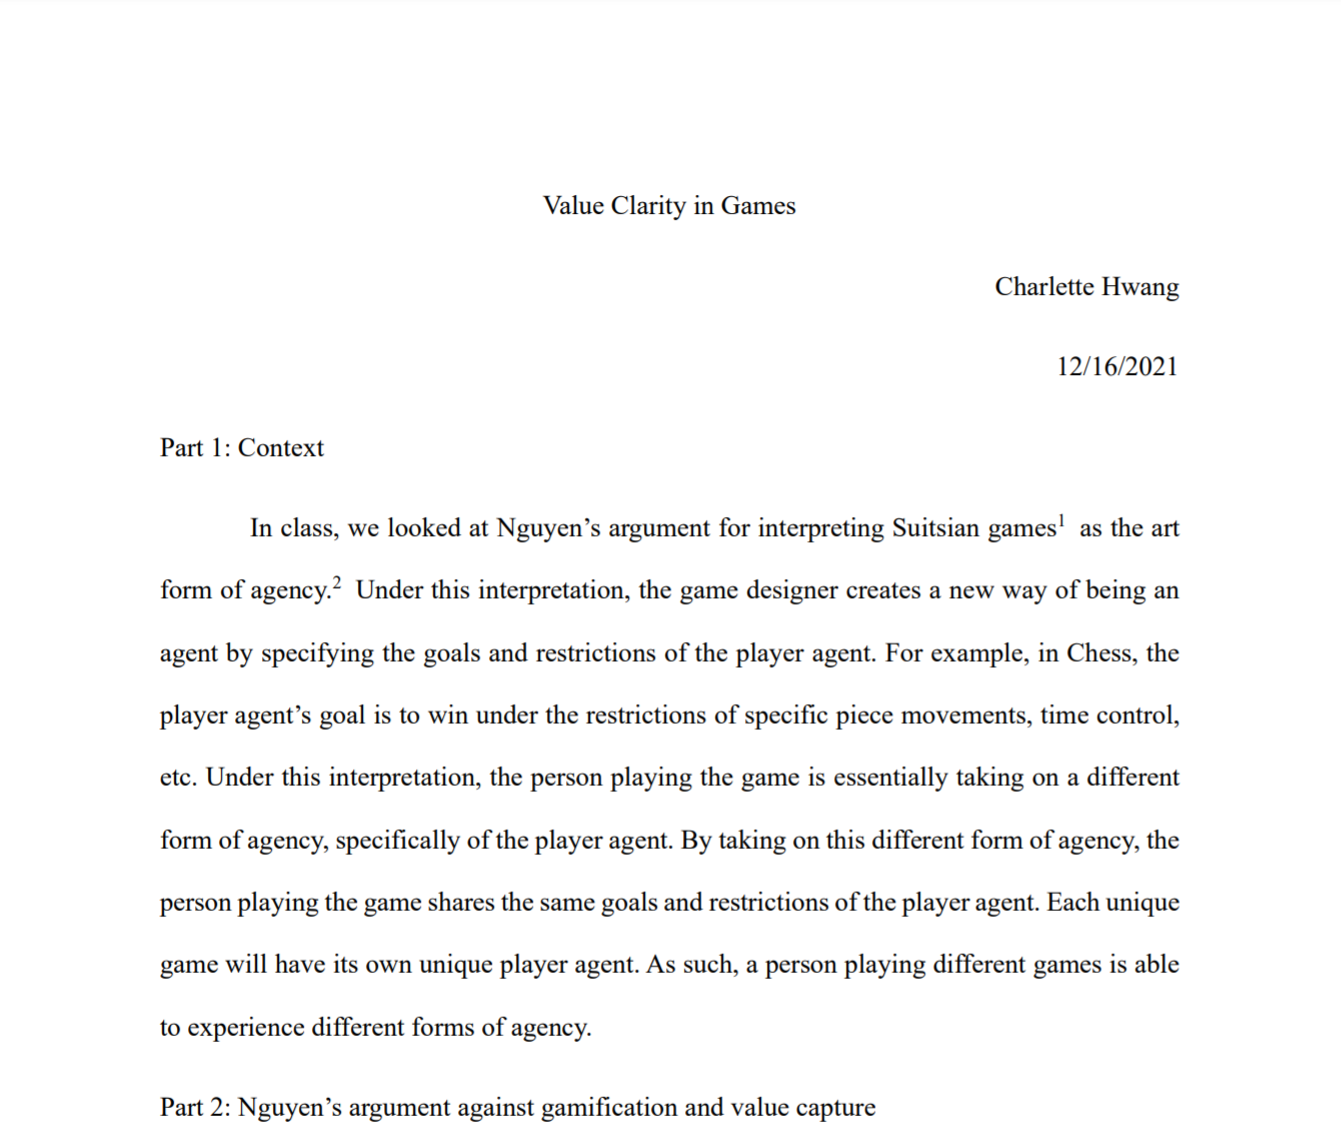 Value Clarity in Games
Charlette Hwang
12/16/2021
Part 1: Context
In class, we looked at Nguyen’s argument for interpreting Suitsian games¹ as the art
form of agency.² Under this interpretation, the game designer creates a new way of being an
agent by specifying the goals and restrictions of the player agent. For example, in Chess, the
player agent’s goal is to win under the restrictions of specific piece movements, time control,
etc. Under this interpretation, the person playing the game is essentially taking on a different
form of agency, specifically of the player agent. By taking on this different form of agency, the
person playing the game shares the same goals and restrictions of the player agent. Each unique
game will have its own unique player agent. As such, a person playing different games is able
to experience different forms of agency.
Part 2: Nguyen’s argument against gamification and value capture